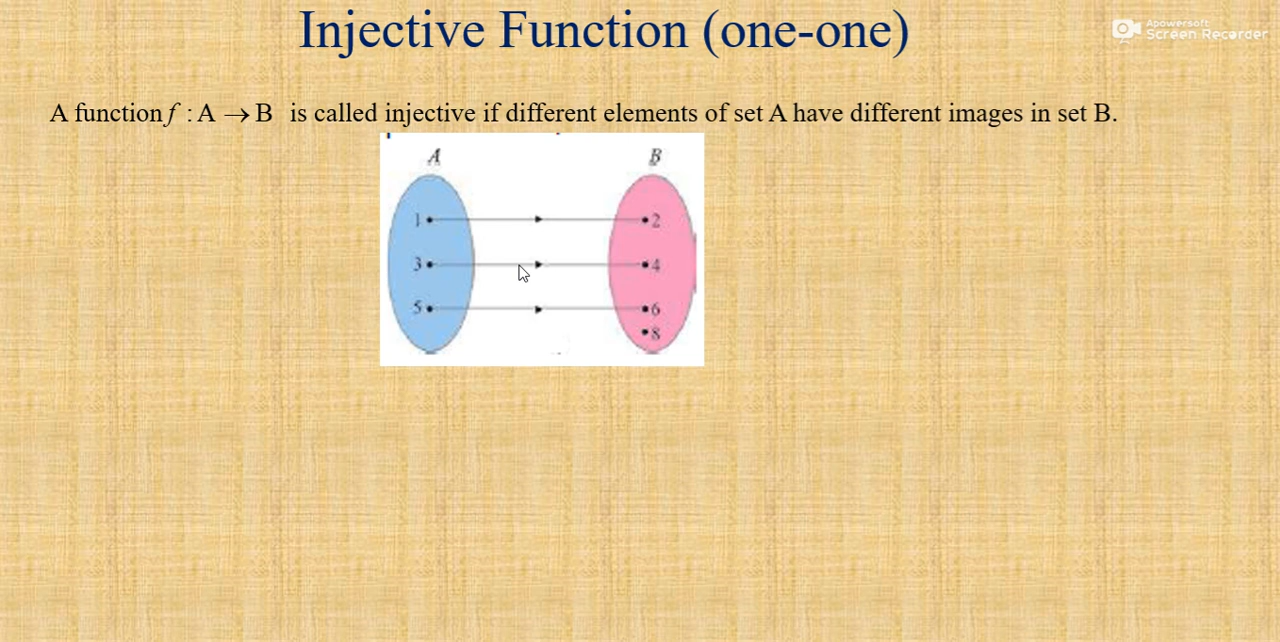 Injective Function (one-one)
Apowersoft
Screen Recorder
A function f : A → B is called injective if different elements of set A have different images in set B.
A B
1 2
3 4
5 6
8